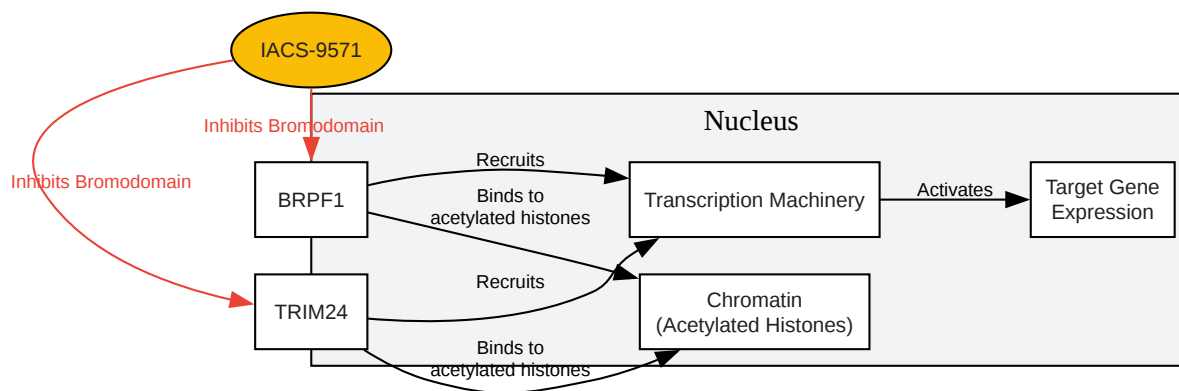 IACS-9571
Nucleus
Inhibits Bromodomain
Inhibits Bromodomain
BRPF1
Recruits
Binds to
acetylated histones
Transcription Machinery
Activates
Target Gene
Expression
TRIM24
Recruits
Chromatin
(Acetylated Histones)
Binds to
acetylated histones